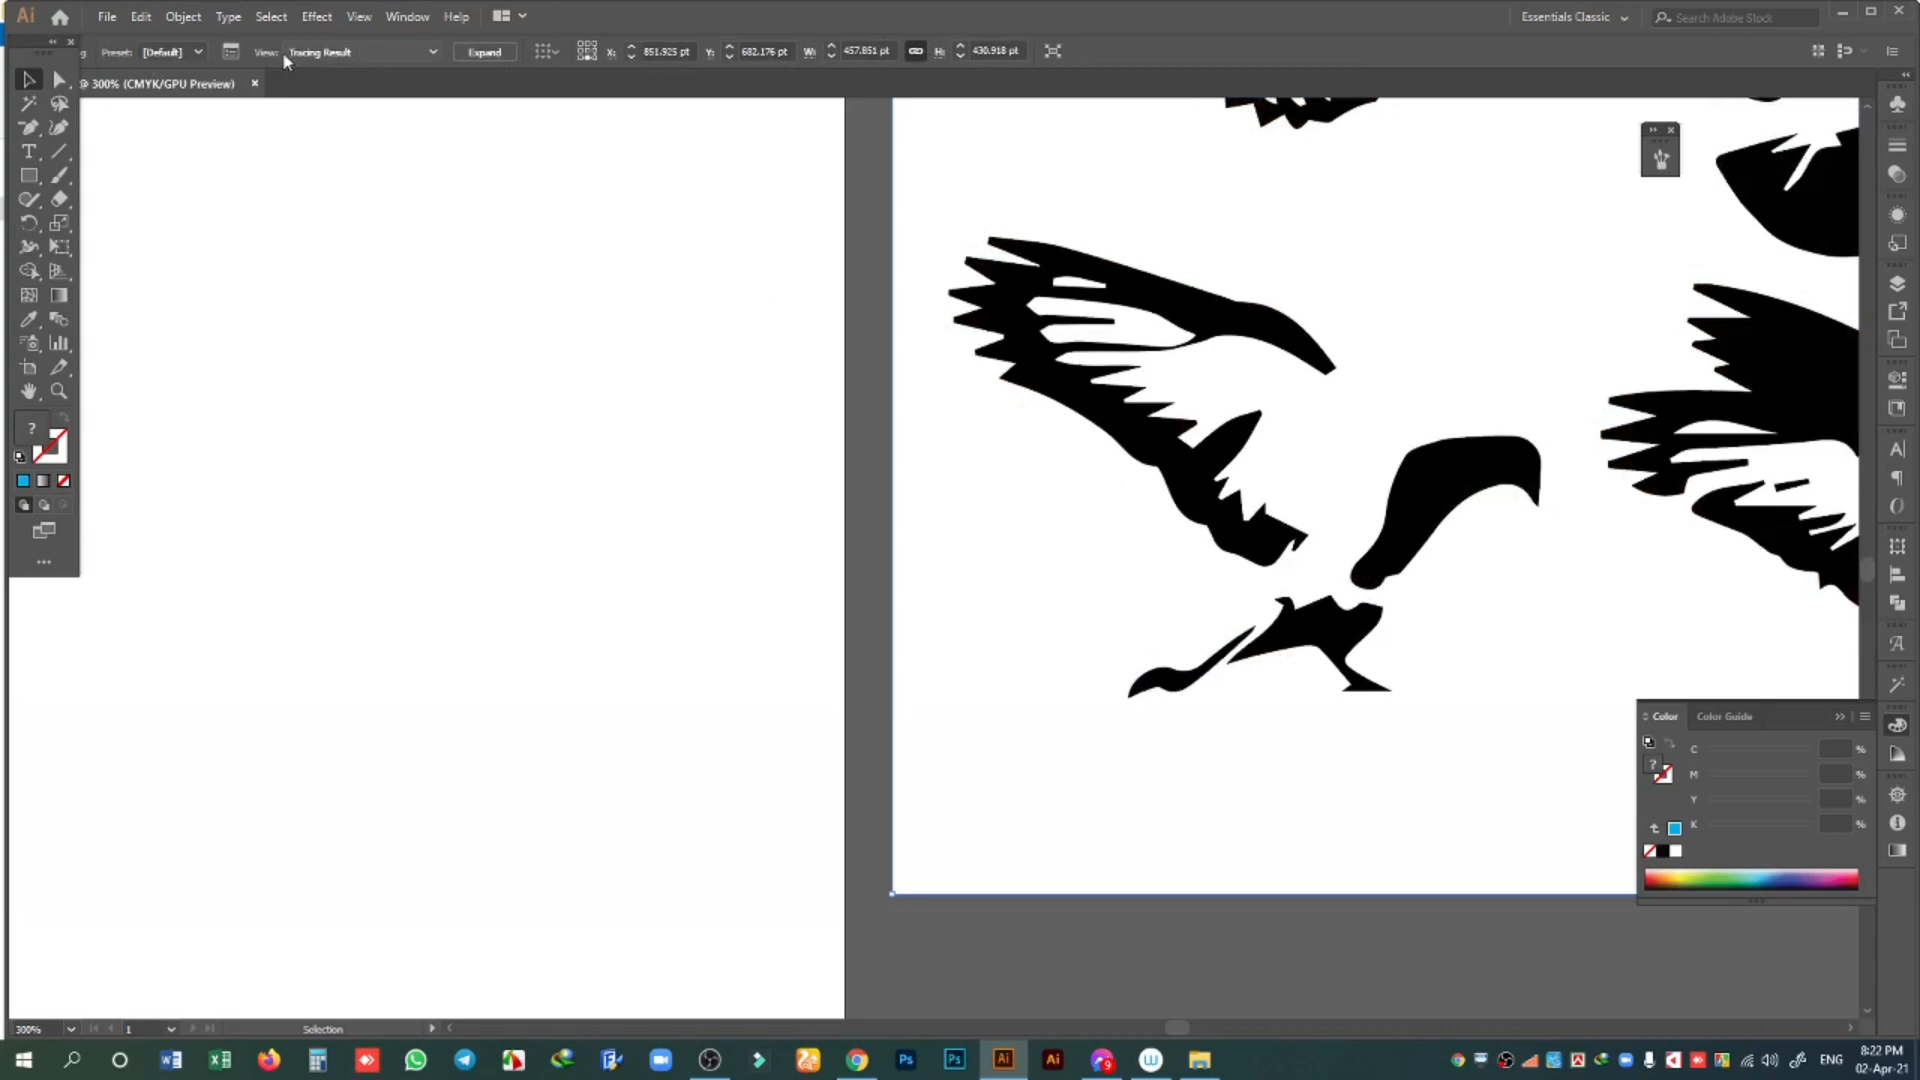 Ai File Edit Object Type Select Effect View Window Help Essentials Classic Search Adobe Stock
Preset: [Default] View: Tracing Result Expand X: 851.925 pt Y: 682.176 pt W: 457.851 pt H: 430.918 pt
@ 300% (CMYK/GPU Preview) ×
?
Color Color Guide
C %
? M %
Y %
K %
300% 1 Selection
ENG 8:22 PM
02-Apr-21